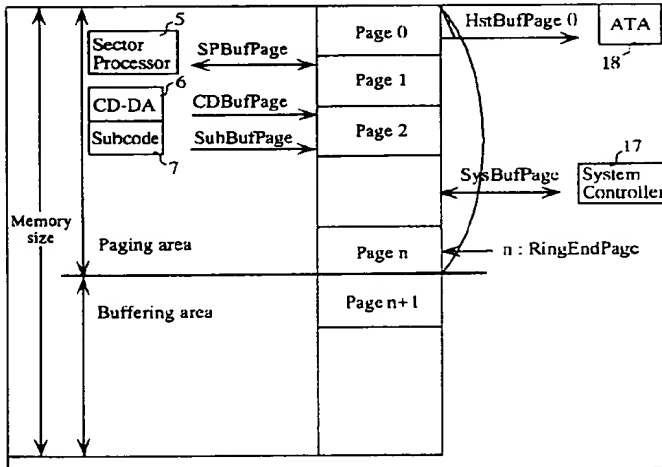 5
Sector
Processor
SPBufPage
6
CD-DA
CDBufPage
Subcode
SubBufPage
7
Memory
size
Paging area
Buffering area
Page 0
Page 1
Page 2
Page n
Page n+1
HstBufPage 0
ATA
18
SysBufPage
17
System
Controller
n : RingEndPage